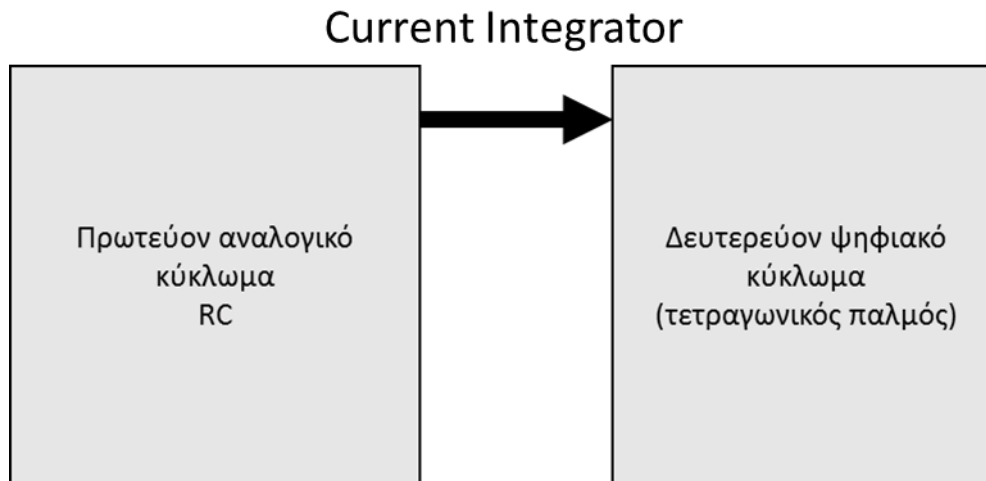 Current Integrator
Πρωτεύον αναλογικό
κύκλωμα
RC
Δευτερεύον ψηφιακό
κύκλωμα
(τετραγωνικός παλμός)